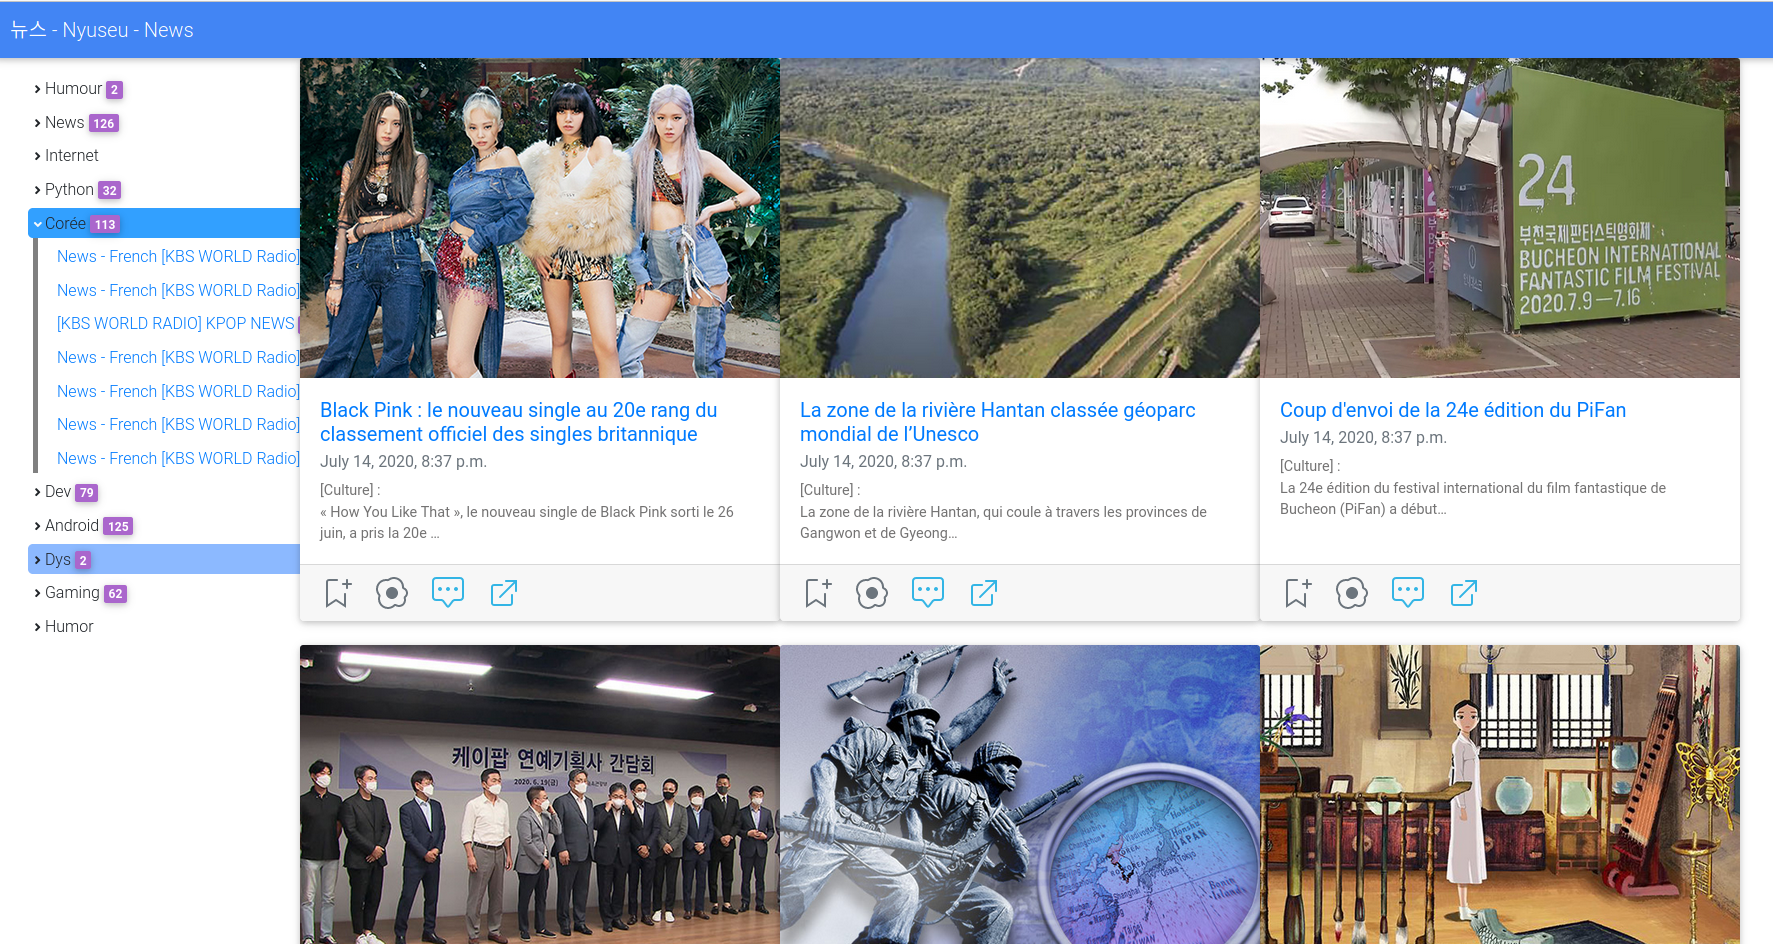 뉴스 - Nyuseu - News
Humour 2
News 126
Internet
Python 32
Corée 113
News - French [KBS WORLD Radio]
News - French [KBS WORLD Radio]
[KBS WORLD RADIO] KPOP NEWS
News - French [KBS WORLD Radio]
News - French [KBS WORLD Radio]
News - French [KBS WORLD Radio]
News - French [KBS WORLD Radio]
Dev 79
Android 125
Dys 2
Gaming 62
Humor
Black Pink : le nouveau single au 20e rang du
classement officiel des singles britannique
July 14, 2020, 8:37 p.m.
[Culture] :
« How You Like That », le nouveau single de Black Pink sorti le 26
juin, a pris la 20e ...
La zone de la rivière Hantan classée géoparc
mondial de l’Unesco
July 14, 2020, 8:37 p.m.
[Culture] :
La zone de la rivière Hantan, qui coule à travers les provinces de
Gangwon et de Gyeong…
24
부천국제판타스틱영화제
BUCHEON INTERNATIONAL
FANTASTIC FILM FESTIVAL
2020.7.9 — 7.16
Coup d'envoi de la 24e édition du PiFan
July 14, 2020, 8:37 p.m.
[Culture] :
La 24e édition du festival international du film fantastique de
Bucheon (PiFan) a début…
케이팝 연예기획사 간담회
2020. 6. 19(금)
Vladivostok
JAPAN
Tokyo
Bonin
Islands